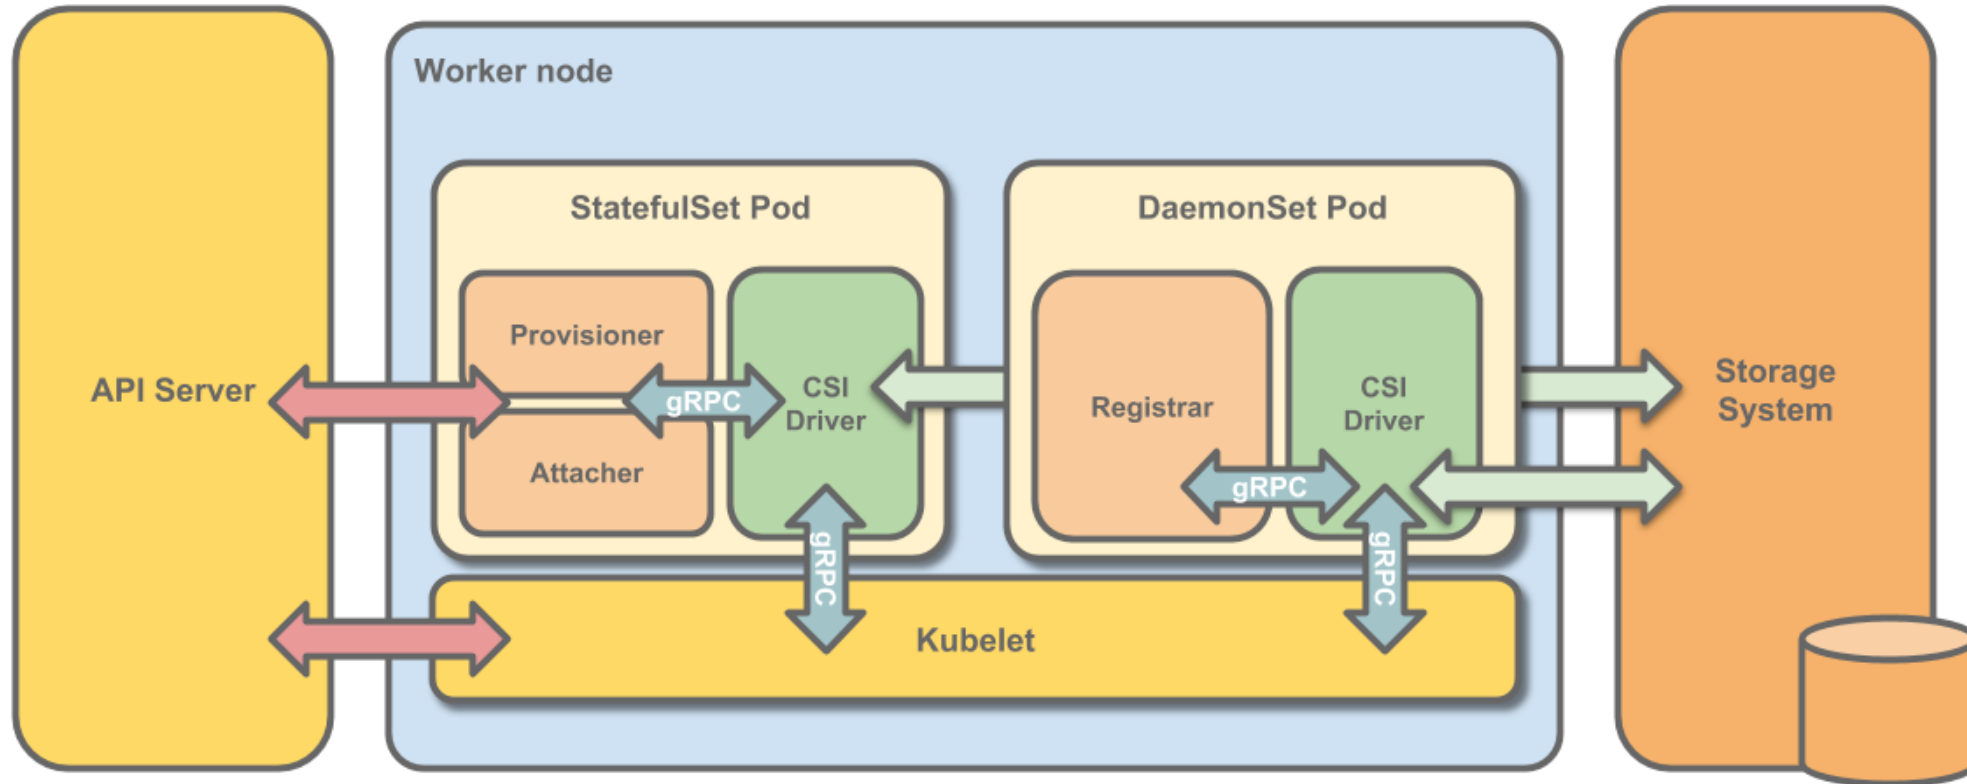 Worker node
StatefulSet Pod
DaemonSet Pod
Provisioner
API Server
gRPC
CSI
Driver
Attacher
gRPC
Registrar
CSI
Driver
gRPC
gRPC
Storage
System
Kubelet